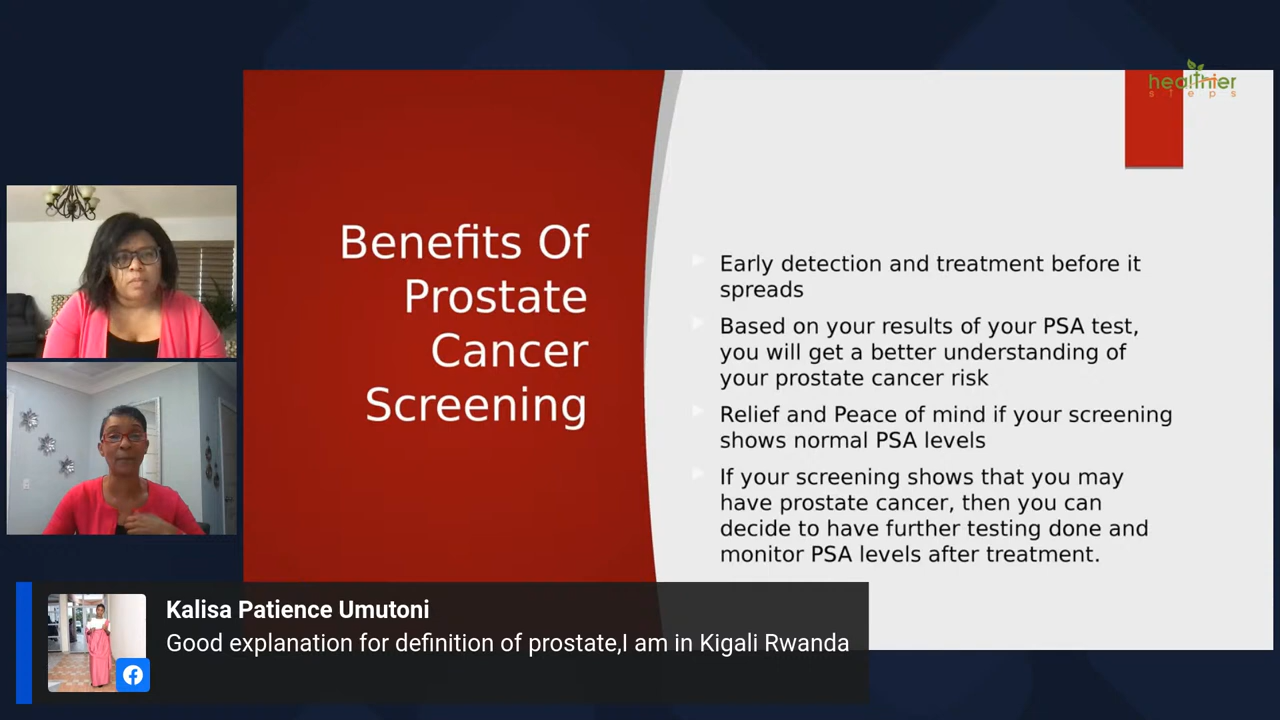 healthier
steps
Benefits Of
Prostate
Cancer
Screening
Early detection and treatment before it
spreads
Based on your results of your PSA test,
you will get a better understanding of
your prostate cancer risk
Relief and Peace of mind if your screening
shows normal PSA levels
If your screening shows that you may
have prostate cancer, then you can
decide to have further testing done and
monitor PSA levels after treatment.
Kalisa Patience Umutoni
Good explanation for definition of prostate,I am in Kigali Rwanda